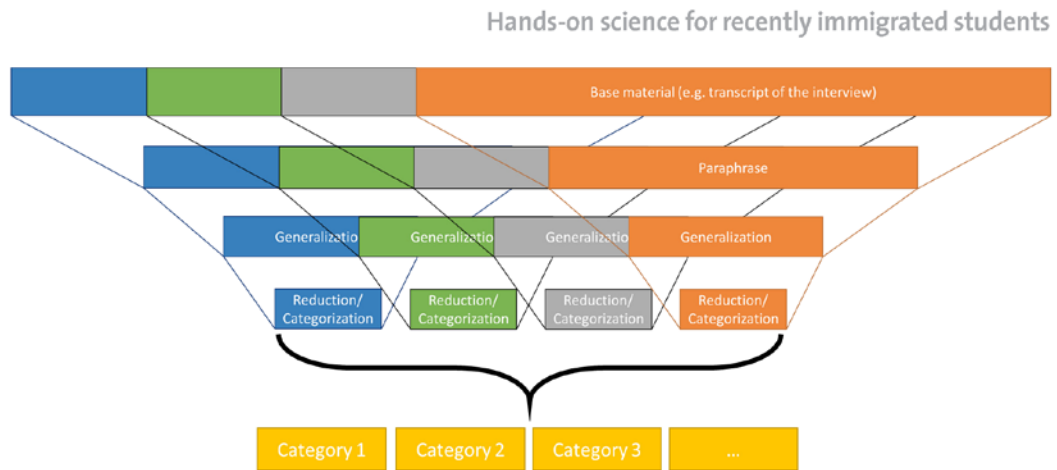 Hands-on science for recently immigrated students
Base material (e.g. transcript of the interview)
Paraphrase
Generalizatio Generalizatio Generalizatio Generalization
Reduction/ Reduction/ Reduction/ Reduction/
Categorization Categorization Categorization Categorization
Category 1 Category 2 Category 3 ...